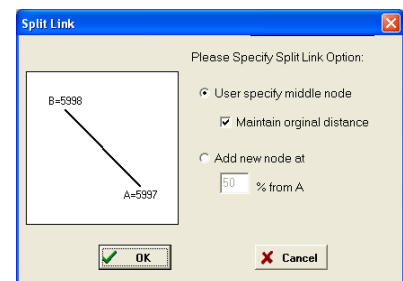 Split Link
Please Specify Split Link Option:
B=5998
A=5997
User specify middle node
Maintain orginal distance
Add new node at
50 % from A
OK
Cancel